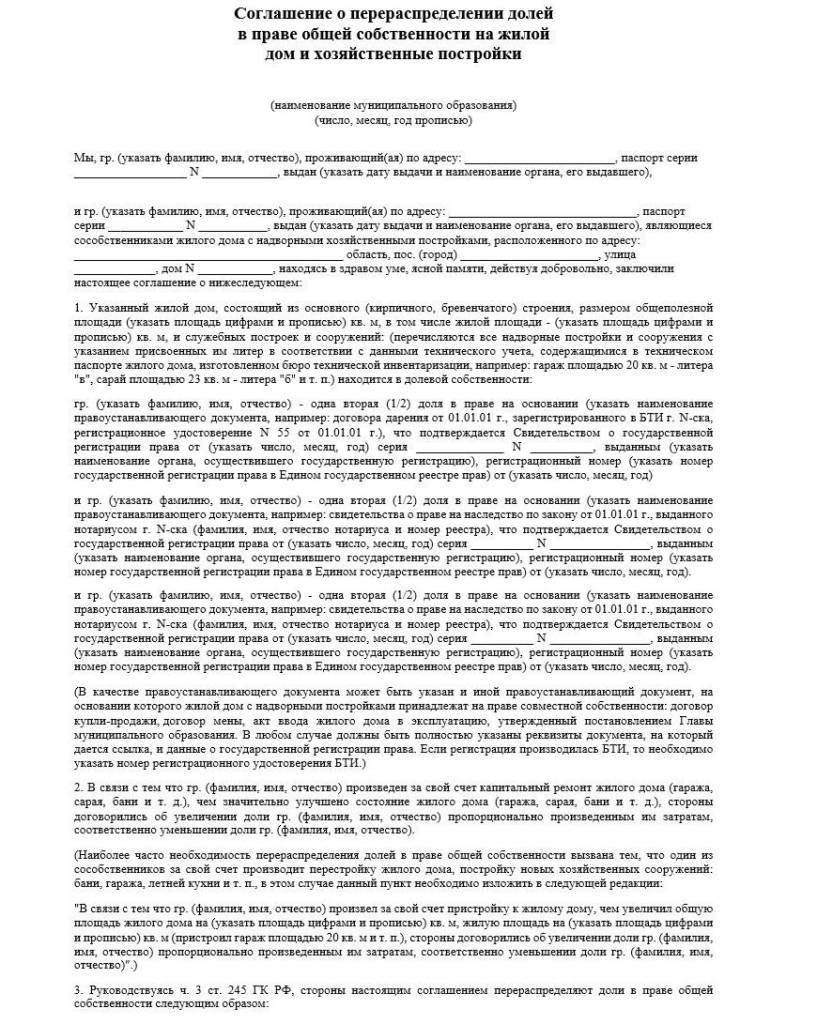 Соглашение о перераспределении долей
в праве общей собственности на жилой
дом и хозяйственные постройки
(наименование муниципального образования)
(число, месяц, год прописью)
Мы, гр. (указать фамилию, имя, отчество), проживающий(ая) по адресу: _________________________, паспорт серии
___________________ N _____________, выдан (указать дату выдачи и наименование органа, его выдавшего),
и гр. (указать фамилию, имя, отчество), проживающий(ая) по адресу: ________________________________, паспорт
серии _____________ N ____________, выдан (указать дату выдачи и наименование органа, его выдавшего), являющиеся
сособственниками жилого дома с надворными хозяйственными постройками, расположенного по адресу:
_____________________________________________ область, пос. (город) _______________________, улица
______________, дом N _____________, находясь в здравом уме, ясной памяти, действуя добровольно, заключили
настоящее соглашение о нижеследующем:
1. Указанный жилой дом, состоящий из основного (кирпичного, бревенчатого) строения, размером общеполезной
площади (указать площадь цифрами и прописью) кв. м, в том числе жилой площади - (указать площадь цифрами и
прописью) кв. м, и служебных построек и сооружений: (перечисляются все надворные постройки и сооружения с
указанием присвоенных им литер в соответствии с данными технического учета, содержащимися в техническом
паспорте жилого дома, изготовленном бюро технической инвентаризации, например: гараж площадью 20 кв. м - литера
"в", сарай площадью 23 кв. м - литера "б" и т. п.) находится в долевой собственности:
гр. (указать фамилию, имя, отчество) - одна вторая (1/2) доля в праве на основании (указать наименование
правоустанавливающего документа, например: договора дарения от 01.01.01 г., зарегистрированного в БТИ г. N-ска,
регистрационное удостоверение N 55 от 01.01.01 г.), что подтверждается Свидетельством о государственной
регистрации права от (указать число, месяц, год) серия ______________ N __________, выданным (указать
наименование органа, осуществившего государственную регистрацию), регистрационный номер (указать номер
государственной регистрации права в Едином государственном реестре прав) от (указать число, месяц, год)
и гр. (указать фамилию, имя, отчество) - одна вторая (1/2) доля в праве на основании (указать наименование
правоустанавливающего документа, например: свидетельства о праве на наследство по закону от 01.01.01 г., выданного
нотариусом г. N-ска (фамилия, имя, отчество нотариуса и номер реестра), что подтверждается Свидетельством о
государственной регистрации права от (указать число, месяц, год) серия __________ N ________________, выданным
(указать наименование органа, осуществившего государственную регистрацию), регистрационный номер (указать
номер государственной регистрации права в Едином государственном реестре прав) от (указать число, месяц, год).
и гр. (указать фамилию, имя, отчество) - одна вторая (1/2) доля в праве на основании (указать наименование
правоустанавливающего документа, например: свидетельства о праве на наследство по закону от 01.01.01 г., выданного
нотариусом г. N-ска (фамилия, имя, отчество нотариуса и номер реестра), что подтверждается Свидетельством о
государственной регистрации права от (указать число, месяц, год) серия __________ N ________________, выданным
(указать наименование органа, осуществившего государственную регистрацию), регистрационный номер (указать
номер государственной регистрации права в Едином государственном реестре прав) от (указать число, месяц, год).
(В качестве правоустанавливающего документа может быть указан и иной правоустанавливающий документ, на
основании которого жилой дом с надворными постройками принадлежат на праве совместной собственности: договор
купли-продажи, договор мены, акт ввода жилого дома в эксплуатацию, утвержденный постановлением Главы
муниципального образования. В любом случае должны быть полностью указаны реквизиты документа, на который
дается ссылка, и данные о государственной регистрации права. Если регистрация производилась БТИ, то необходимо
указать номер регистрационного удостоверения БТИ.)
2. В связи с тем что гр. (фамилия, имя, отчество) произведен за свой счет капитальный ремонт жилого дома (гаража,
сарая, бани и т. д.), чем значительно улучшено состояние жилого дома (гаража, сарая, бани и т. д.), стороны
договорились об увеличении доли гр. (фамилия, имя, отчество) пропорционально произведенным им затратам,
соответственно уменьшении доли гр. (фамилия, имя, отчество).
(Наиболее часто необходимость перераспределения долей в праве общей собственности вызвана тем, что один из
сособственников за свой счет производит перестройку жилого дома, постройку новых хозяйственных сооружений:
бани, гаража, летней кухни и т. п., в этом случае данный пункт необходимо изложить в следующей редакции:
"В связи с тем что гр. (фамилия, имя, отчество) произвел за свой счет пристройку к жилому дому, чем увеличил общую
площадь жилого дома на (указать площадь цифрами и прописью) кв. м, жилую площадь на (указать площадь цифрами
и прописью) кв. м (пристроил гараж площадью 20 кв. м и т. п.), стороны договорились об увеличении доли гр. (фамилия,
имя, отчество) пропорционально произведенным им затратам, соответственно уменьшении доли гр. (фамилия, имя,
отчество)".)
3. Руководствуясь ч. 3 ст. 245 ГК РФ, стороны настоящим соглашением перераспределяют доли в праве общей
собственности следующим образом: